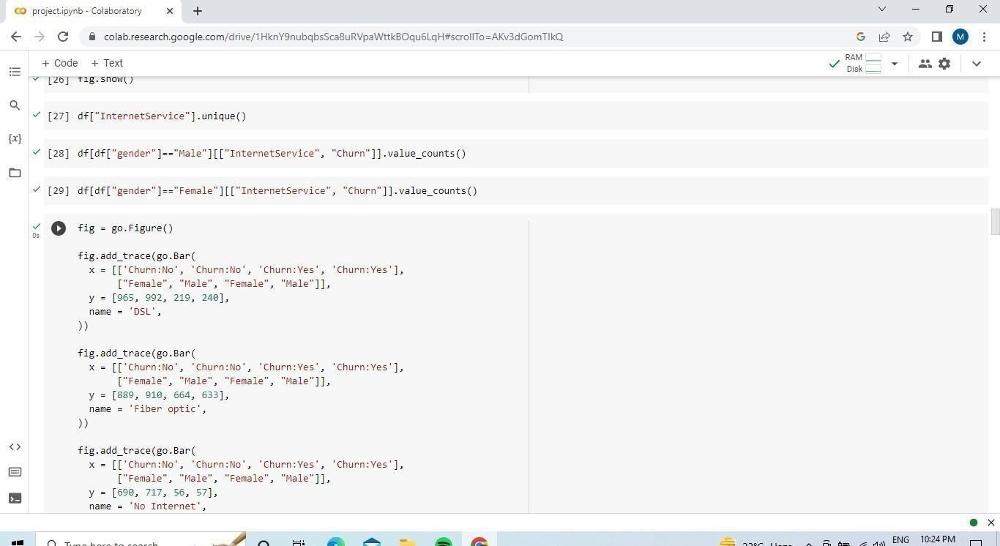 project.ipynb - Colaboratory
colab.research.google.com/drive/1HknY9nubqbsSca8uRVpaWttkBOqu6LqH#scrollTo=AKv3dGomTIkQ
M
+ Code + Text
RAM
Disk
[26] fig.show()
[27] df["InternetService"].unique()
{x}
[28] df[df["gender"]=="Male"][["InternetService", "Churn"]].value_counts()
[29] df[df["gender"]=="Female"][["InternetService", "Churn"]].value_counts()
0s
fig = go.Figure()
fig.add_trace(go.Bar(
x = [['Churn:No', 'Churn:No', 'Churn:Yes', 'Churn:Yes'],
["Female", "Male", "Female", "Male"]],
y = [965, 992, 219, 240],
name = 'DSL',
))
fig.add_trace(go.Bar(
x = [['Churn:No', 'Churn:No', 'Churn:Yes', 'Churn:Yes'],
["Female", "Male", "Female", "Male"]],
y = [889, 910, 664, 633],
name = 'Fiber optic',
))
fig.add_trace(go.Bar(
x = [['Churn:No', 'Churn:No', 'Churn:Yes', 'Churn:Yes'],
["Female", "Male", "Female", "Male"]],
y = [690, 717, 56, 57],
name = 'No Internet',
Type here to search
ENG
10:24 PM